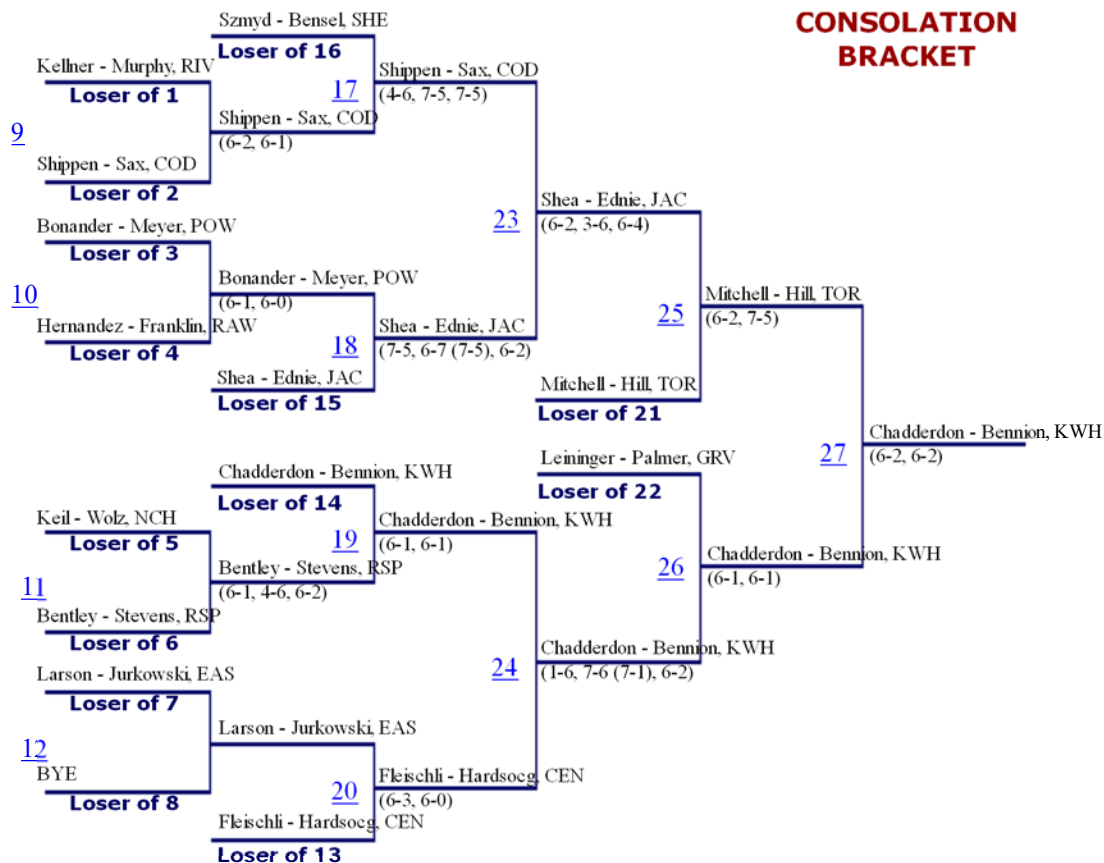 CONSOLATION
BRACKET
Szmyd - Bensel, SHE
Loser of 16
Kellner - Murphy, RIV
Loser of 1
17
Shippen - Sax, COD
(4-6, 7-5, 7-5)
9
Shippen - Sax, COD
(6-2, 6-1)
Shippen - Sax, COD
Loser of 2
23
Shea - Ednie, JAC
(6-2, 3-6, 6-4)
Bonander - Meyer, POW
Loser of 3
10
Bonander - Meyer, POW
(6-1, 6-0)
Hernandez - Franklin, RAW
Loser of 4
18
Shea - Ednie, JAC
(7-5, 6-7 (7-5), 6-2)
Shea - Ednie, JAC
Loser of 15
25
Mitchell - Hill, TOR
(6-2, 7-5)
Mitchell - Hill, TOR
Loser of 21
27
Chadderdon - Bennion, KWH
(6-2, 6-2)
Leininger - Palmer, GRV
Loser of 22
Chadderdon - Bennion, KWH
Loser of 14
Keil - Wolz, NCH
Loser of 5
19
Chadderdon - Bennion, KWH
(6-1, 6-1)
11
Bentley - Stevens, RSP
(6-1, 4-6, 6-2)
Bentley - Stevens, RSP
Loser of 6
26
Chadderdon - Bennion, KWH
(6-1, 6-1)
24
Chadderdon - Bennion, KWH
(1-6, 7-6 (7-1), 6-2)
Larson - Jurkowski, EAS
Loser of 7
12
Larson - Jurkowski, EAS
BYE
Loser of 8
20
Fleischli - Hardsocg, CEN
(6-3, 6-0)
Fleischli - Hardsocg, CEN
Loser of 13